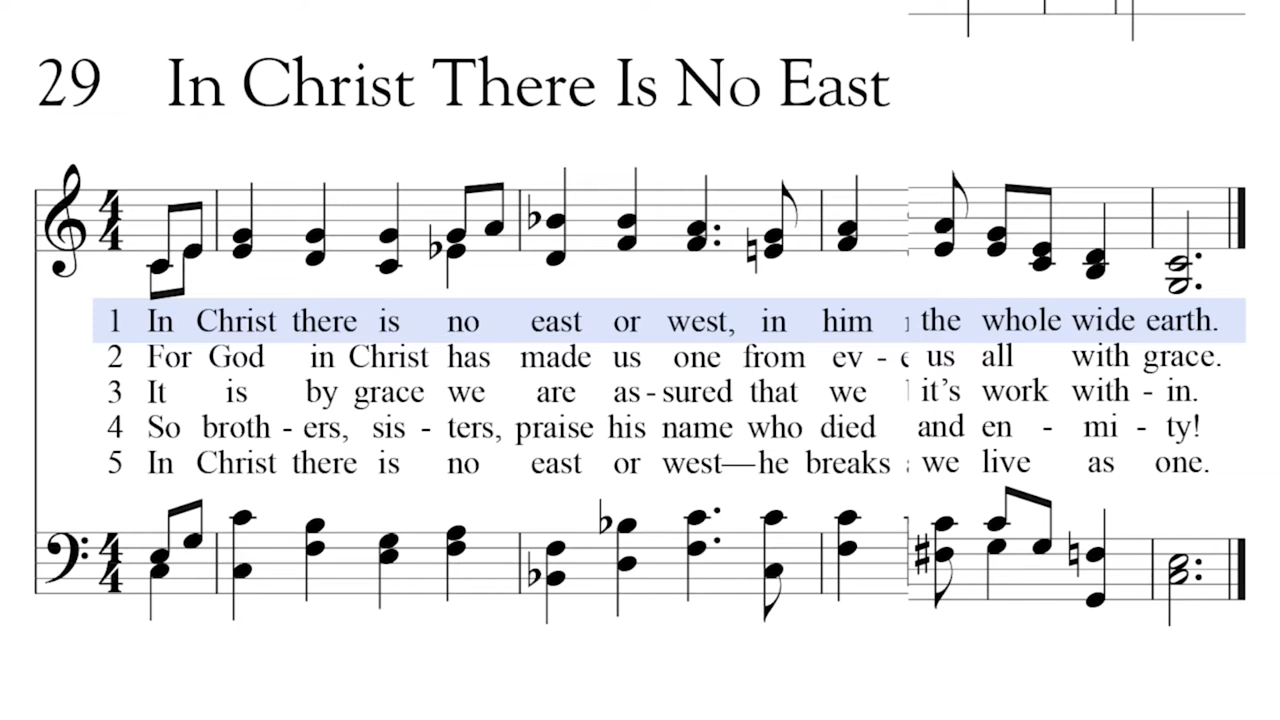 29 In Christ There Is No East
1 In Christ there is no east or west, in him the whole wide earth.
2 For God in Christ has made us one from ev - us all with grace.
3 It is by grace we are as - sured that we it's work with - in.
4 So broth - ers, sis - ters, praise his name who died and en - mi - ty!
5 In Christ there is no east or west—he breaks we live as one.